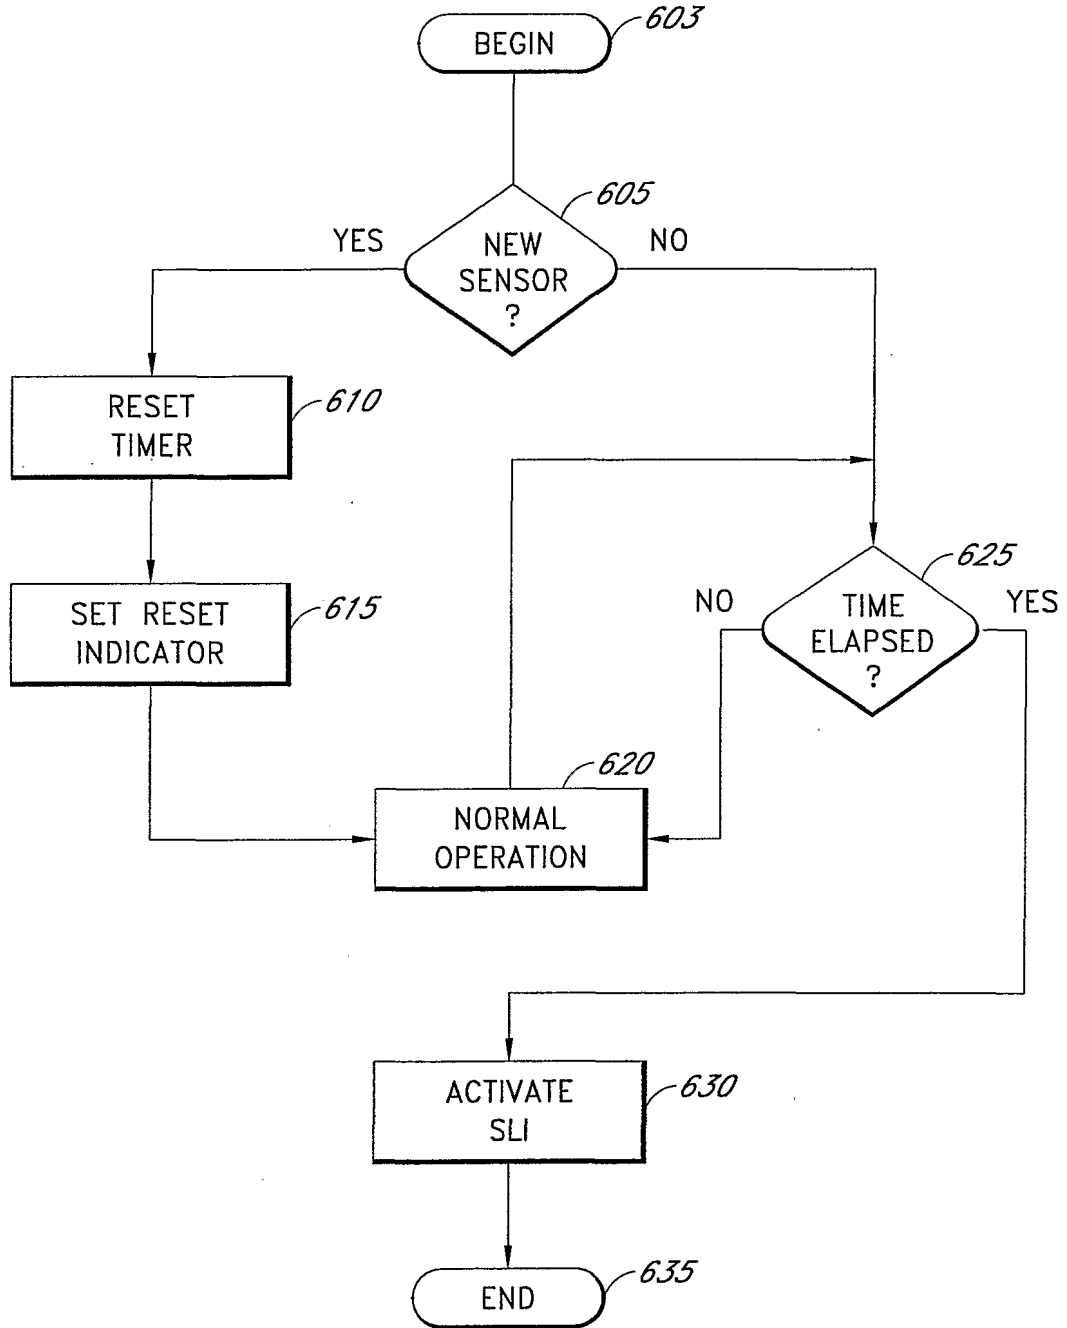 BEGIN
603
605
NEW
SENSOR
?
YES
NO
RESET
TIMER
610
SET RESET
INDICATOR
615
625
TIME
ELAPSED
?
NO
YES
620
NORMAL
OPERATION
ACTIVATE
SLI
630
END
635